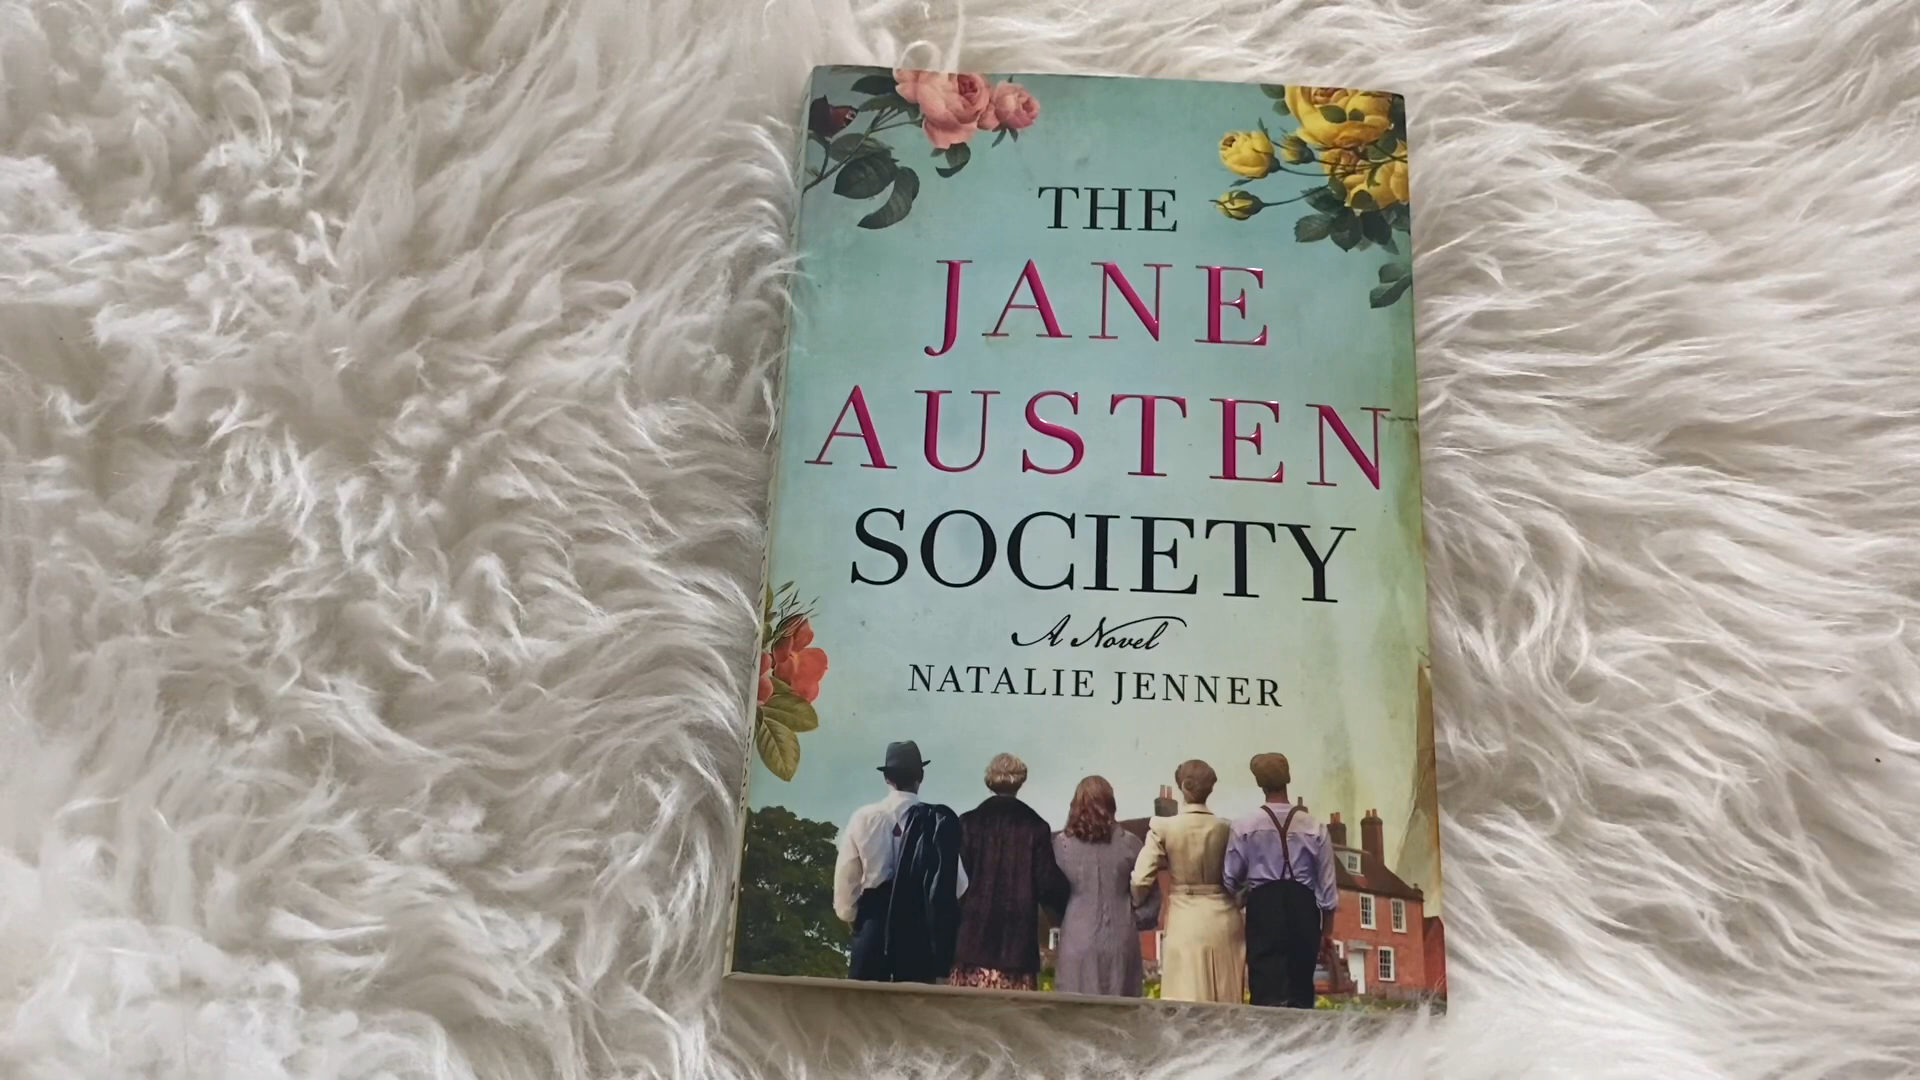 THE
JANE
AUSTEN
SOCIETY
A Novel
NATALIE JENNER